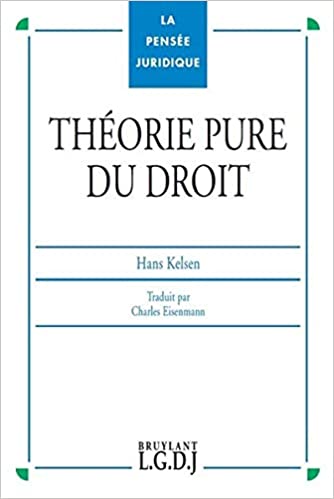 LA
PENSÉE
JURIDIQUE
THÉORIE PURE
DU DROIT
Hans Kelsen
Traduit par
Charles Eisenmann
BRUYLANT
L.G.D.J